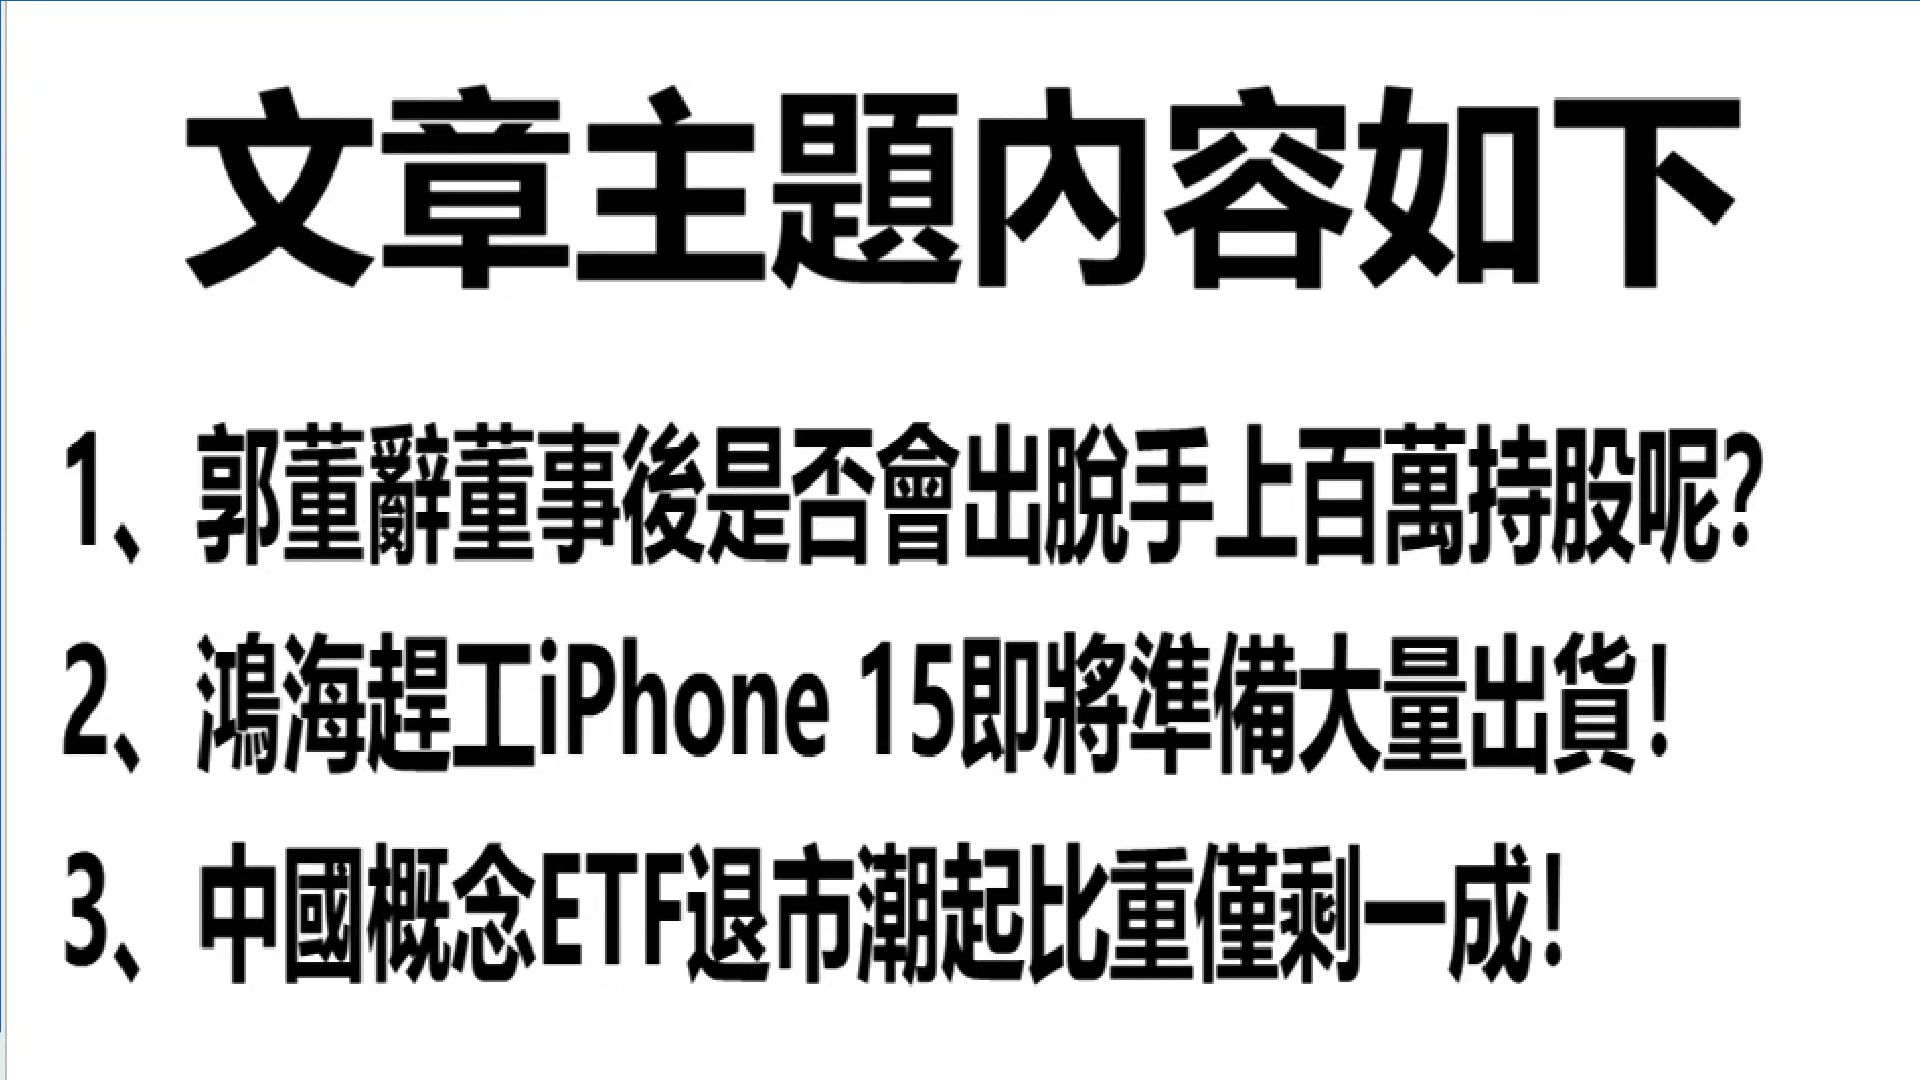 文章主題內容如下
1、郭董辭董事後是否會出脫手上百萬持股呢?
2、鴻海趕工iPhone 15即將準備大量出貨!
3、中國概念ETF退市潮起比重僅剩一成!